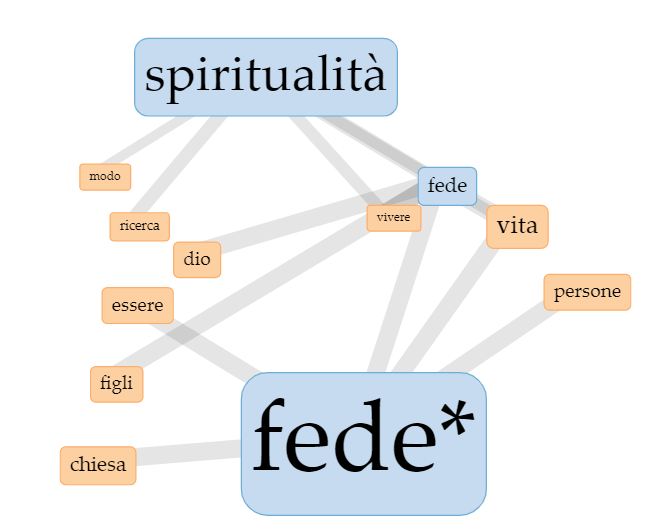 spiritualità
modo
fede
ricerca
vivere
vita
dio
essere
persone
figli
fede*
chiesa